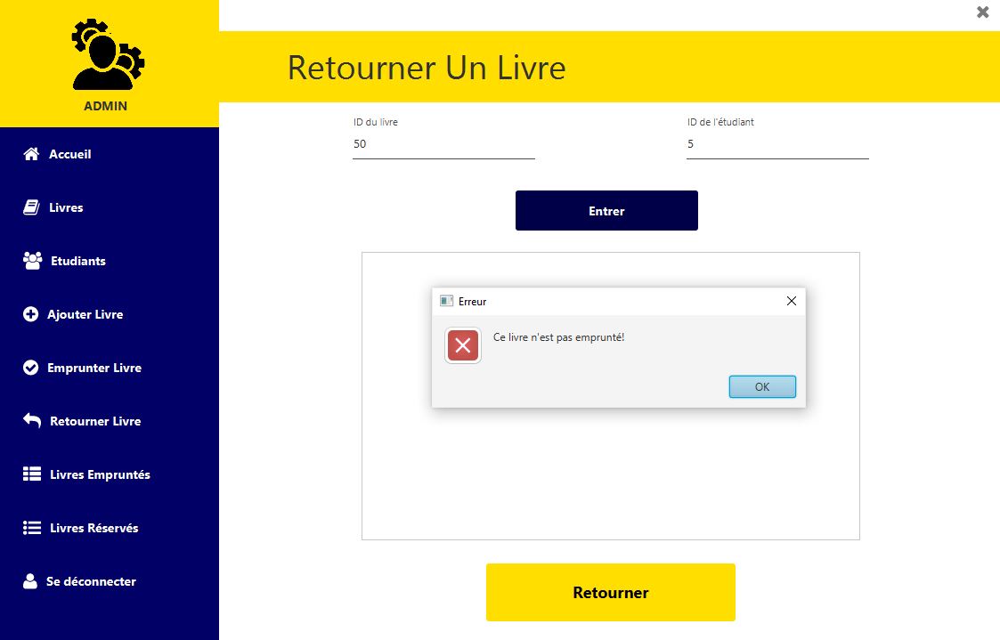 ADMIN
Accueil
Livres
Etudiants
Ajouter Livre
Emprunter Livre
Retourner Livre
Livres Empruntés
Livres Réservés
Se déconnecter
Retourner Un Livre
ID du livre
50
ID de l'étudiant
5
Entrer
Erreur
Ce livre n'est pas emprunté!
OK
Retourner